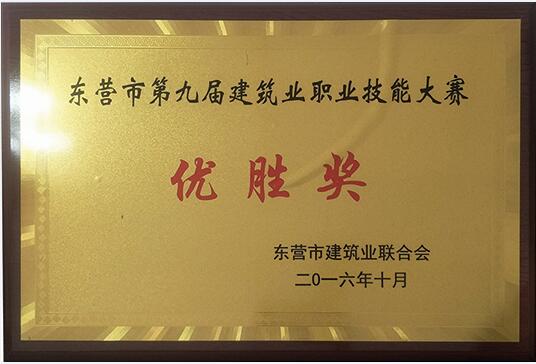 东营市第九届建筑业职业技能大赛
优胜奖
东营市建筑业联合会
二0一六年十月